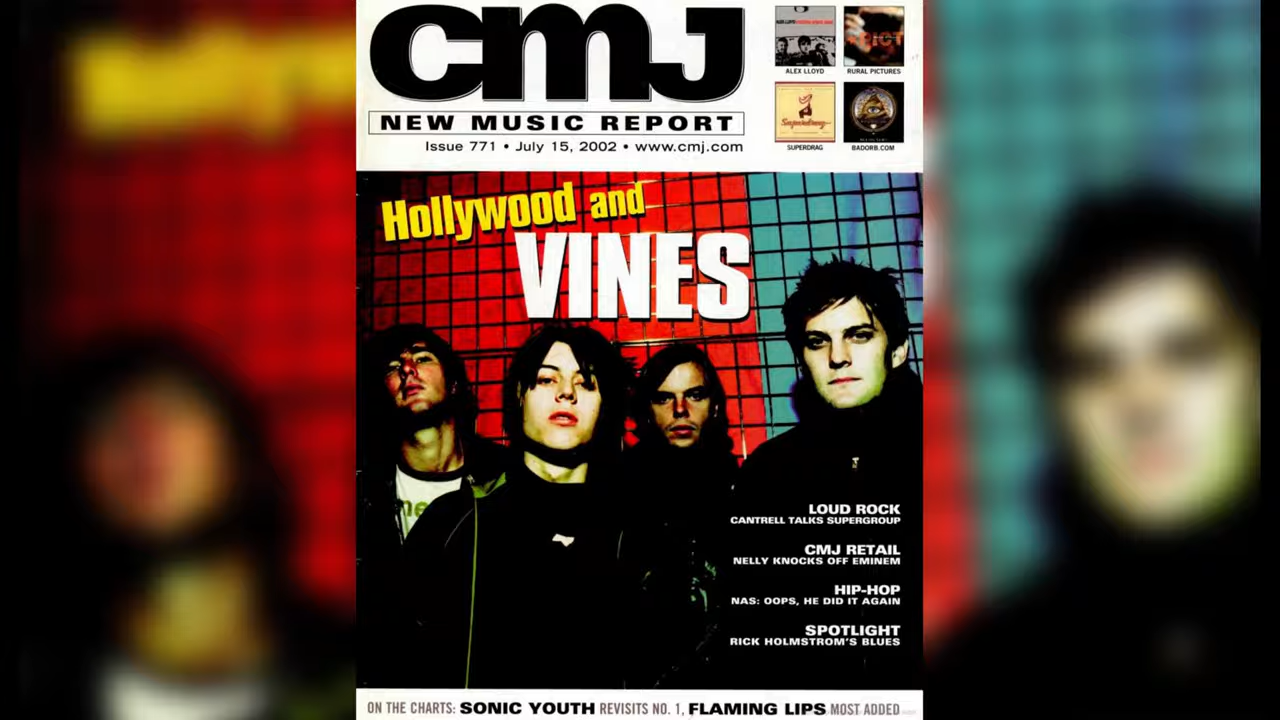 cmj
NEW MUSIC REPORT
Issue 771 • July 15, 2002 • www.cmj.com
ALEX LLOYD
RURAL PICTURES
Superdrag
SUPERDRAG
BADORB.COM
Hollywood and
VINES
LOUD ROCK
CANTRELL TALKS SUPERGROUP
CMJ RETAIL
NELLY KNOCKS OFF EMINEM
HIP-HOP
NAS: OOPS, HE DID IT AGAIN
SPOTLIGHT
RICK HOLMSTROM'S BLUES
ON THE CHARTS: SONIC YOUTH REVISITS NO. 1, FLAMING LIPS MOST ADDED